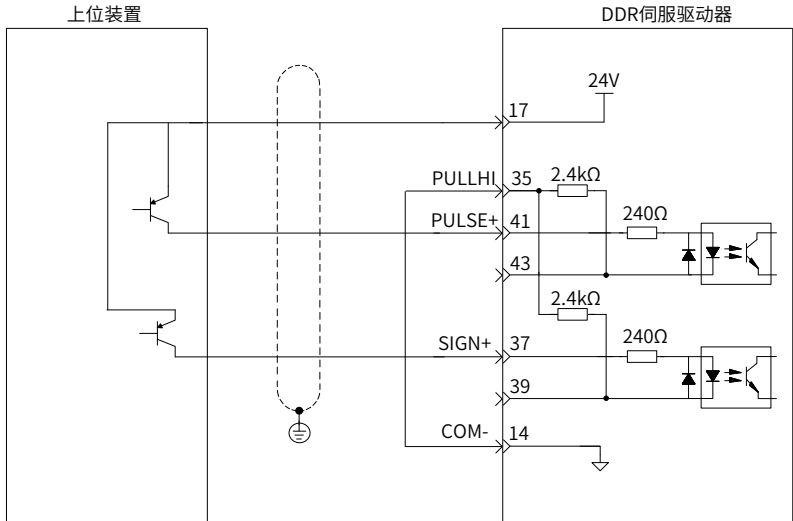 上位装置
DDR伺服驱动器
24V
17
PULLHI 35 2.4kΩ
PULSE+ 41 240Ω
43
2.4kΩ
SIGN+ 37 240Ω
39
COM- 14